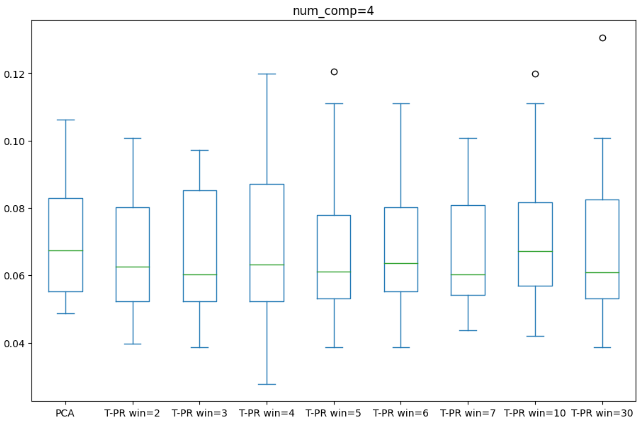 num_comp=4
0.12
0.10
0.08
0.06
0.04
PCA T-PR win=2 T-PR win=3 T-PR win=4 T-PR win=5 T-PR win=6 T-PR win=7 T-PR win=10 T-PR win=30